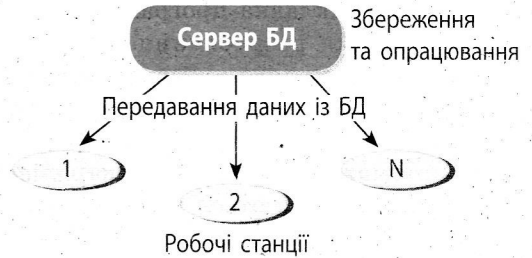 Сервер БД
Збереження
та опрацювання
Передавання даних із БД
1
2
N
Робочі станції